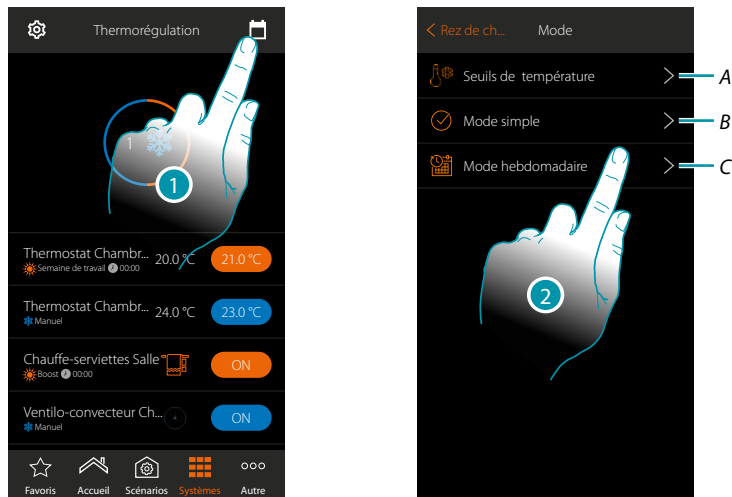 Thermorégulation
1
1
Thermostat Chambr... 20.0 °C 21.0 °C
Semaine de travail 00:00
Thermostat Chambr... 24.0 °C 23.0 °C
Manuel
Chauffe-serviettes Salle ON
Boost 00:00
Ventilo-convecteur Ch... ON
Manuel
Favoris Accueil Scénarios Systèmes Autre
Rez de ch... Mode
Seuils de température A
Mode simple B
Mode hebdomadaire C
2